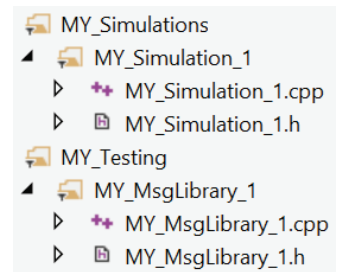 MY_Simulations
MY_Simulation_1
MY_Simulation_1.cpp
MY_Simulation_1.h
MY_Testing
MY_MsgLibrary_1
MY_MsgLibrary_1.cpp
MY_MsgLibrary_1.h